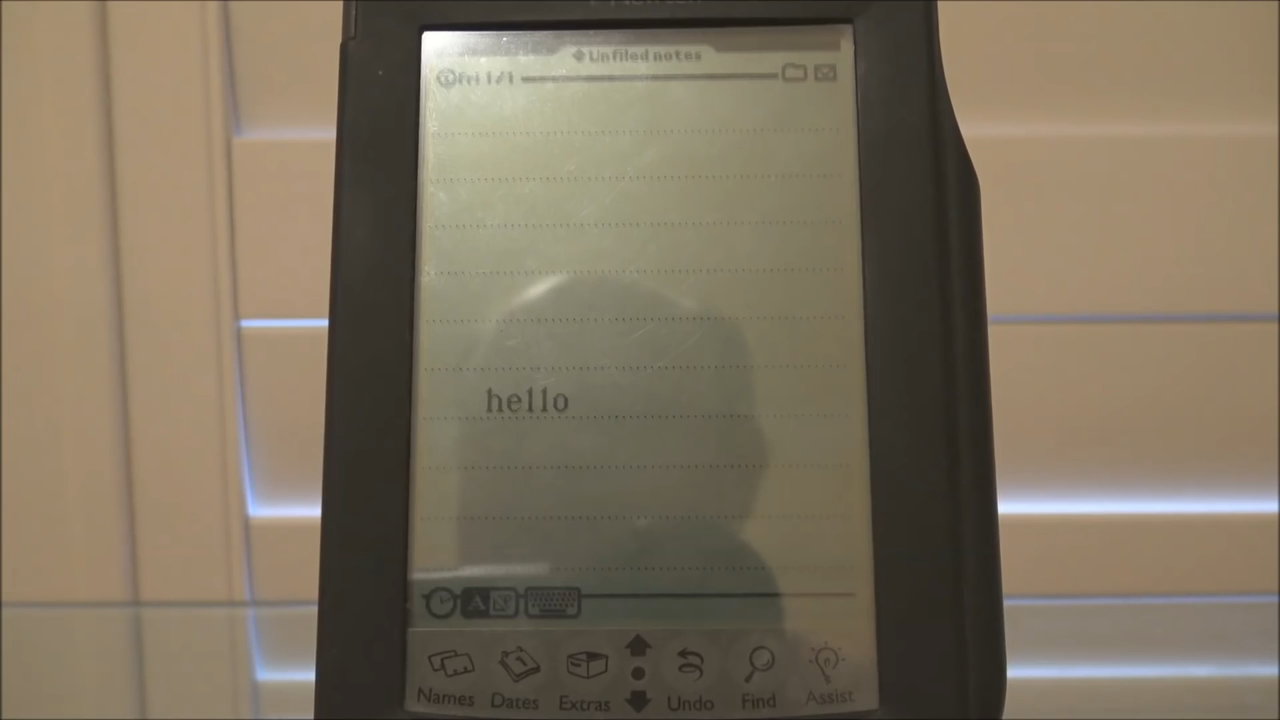 Unfiled notes
Fri 1/1
hello
A
Names Dates Extras Undo Find Assist